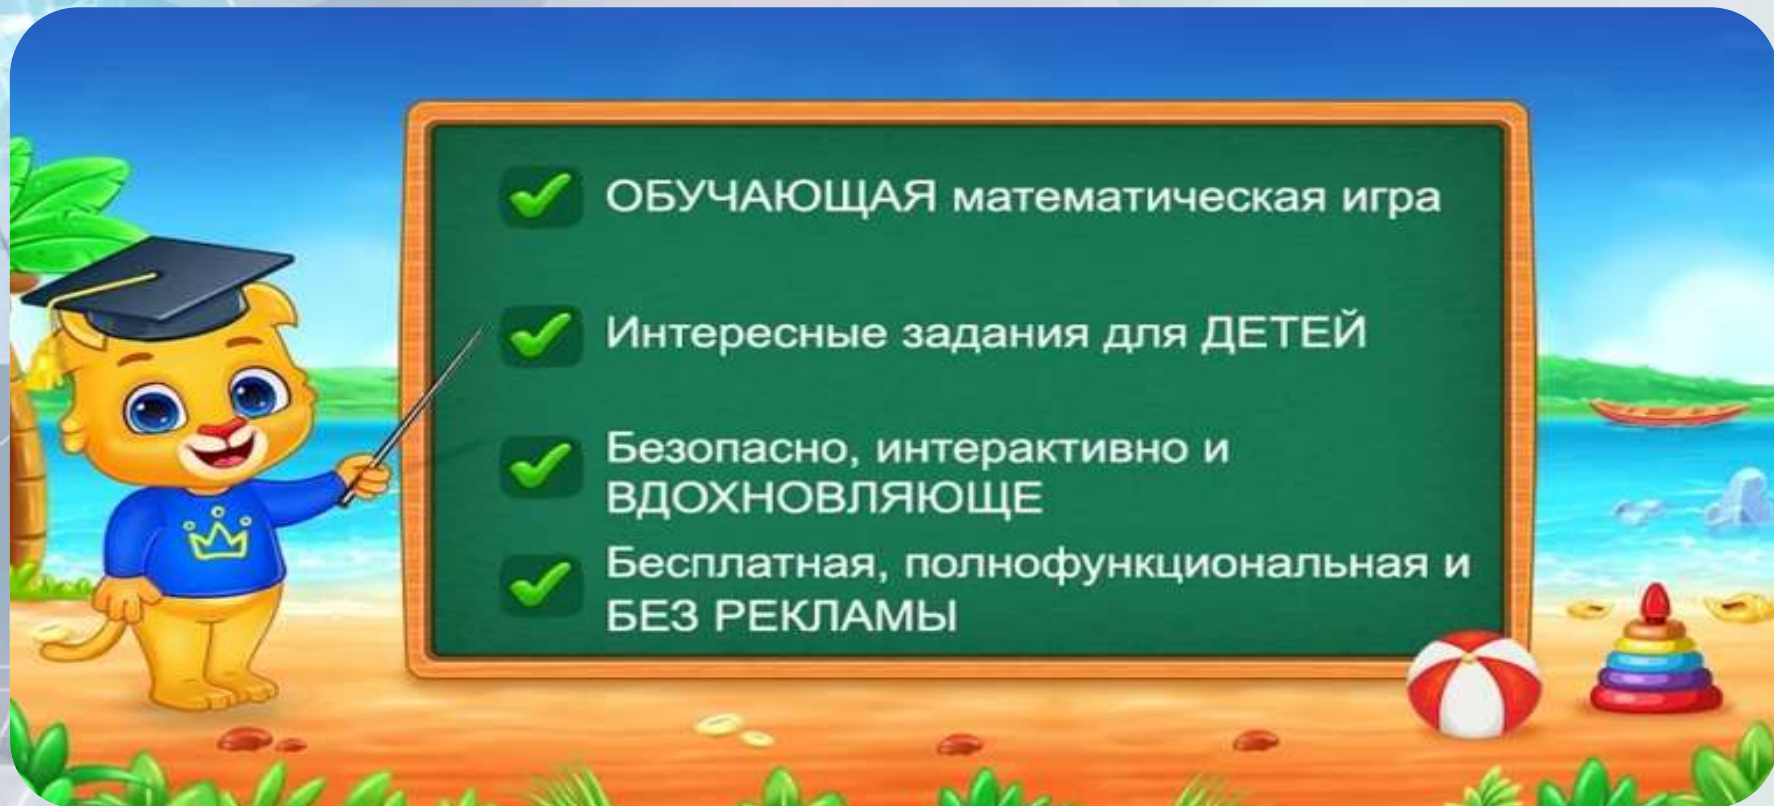 ОБУЧАЮЩАЯ математическая игра
Интересные задания для ДЕТЕЙ
Безопасно, интерактивно и
ВДОХНОВЛЯЮЩЕ
Бесплатная, полнофункциональная и
БЕЗ РЕКЛАМЫ